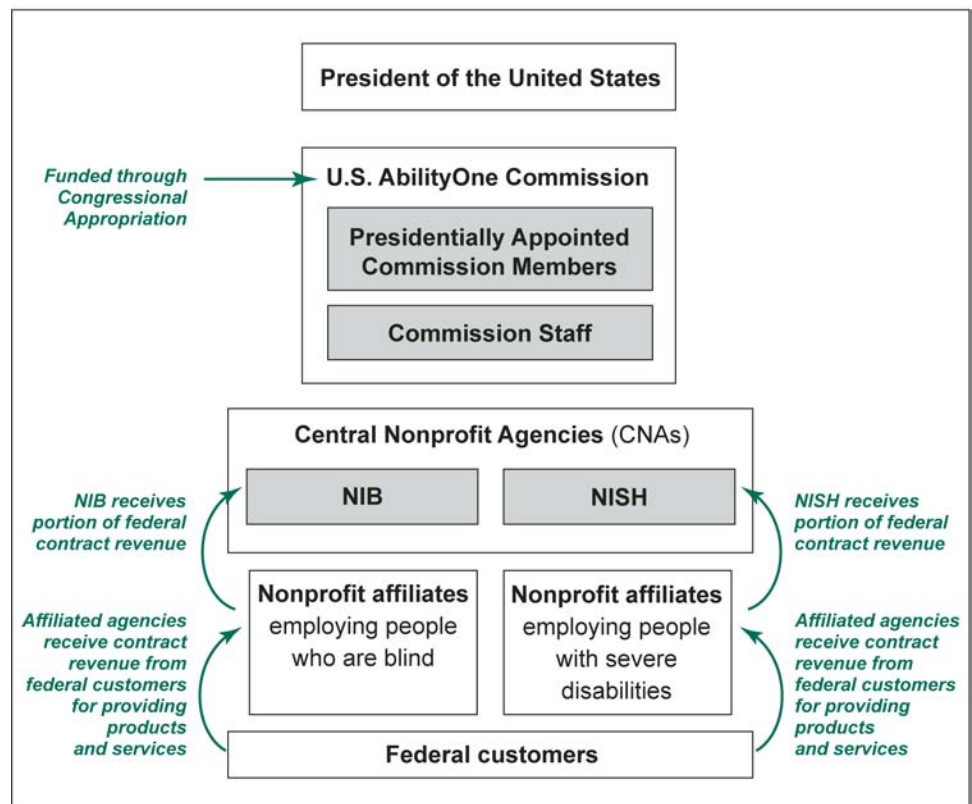 President of the United States
Funded through
Congressional
Appropriation
U.S. AbilityOne Commission
Presidentially Appointed
Commission Members
Commission Staff
Central Nonprofit Agencies (CNAs)
NIB
NISH
NIB receives
portion of federal
contract revenue
NISH receives
portion of federal
contract revenue
Nonprofit affiliates
employing people
who are blind
Nonprofit affiliates
employing people
with severe
disabilities
Affiliated agencies
receive contract
revenue from
federal customers
for providing
products
and services
Affiliated agencies
receive contract
revenue from
federal customers
for providing
products
and services
Federal customers